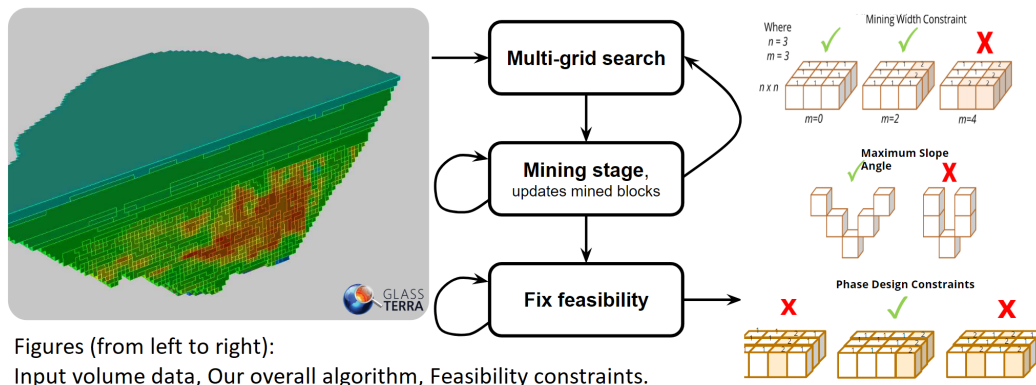 GLASS
TERRA
Multi-grid search
Mining stage,
updates mined blocks
Fix feasibility
Mining Width Constraint
Where
n = 3
m = 3
n x n
m=0
m=2
m=4
Maximum Slope
Angle
Phase Design Constraints
Figures (from left to right):
Input volume data, Our overall algorithm, Feasibility constraints.